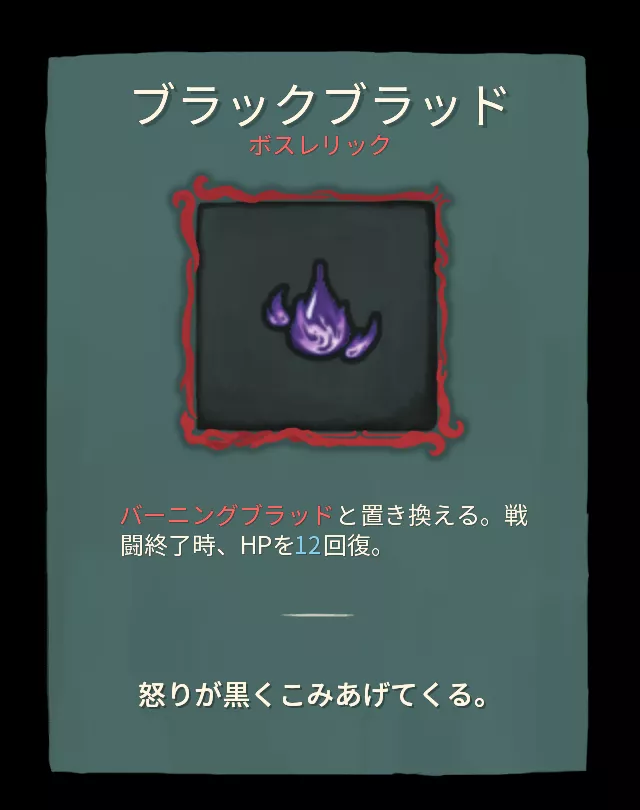 ブラックブラッド
ボスレリック
バーニングブラッドと置き換える。戦
闘終了時、HPを12回復。
怒りが黒くこみあげてくる。